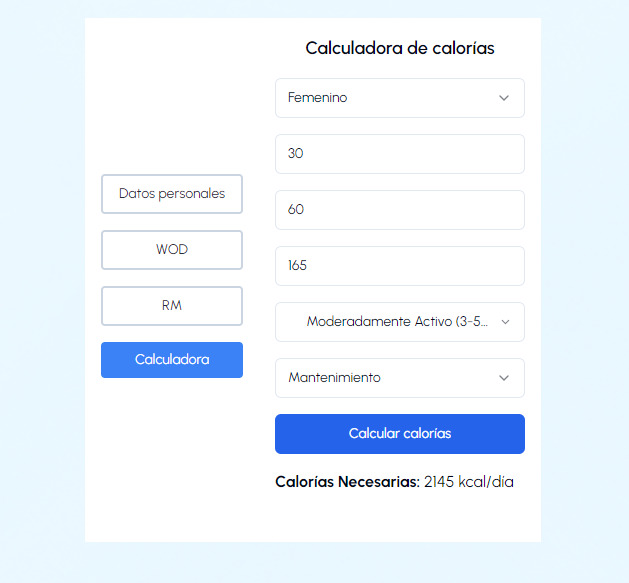 Datos personales
WOD
RM
Calculadora
Calculadora de calorías
Femenino
30
60
165
Moderadamente Activo (3-5...
Mantenimiento
Calcular calorías
Calorías Necesarias: 2145 kcal/día